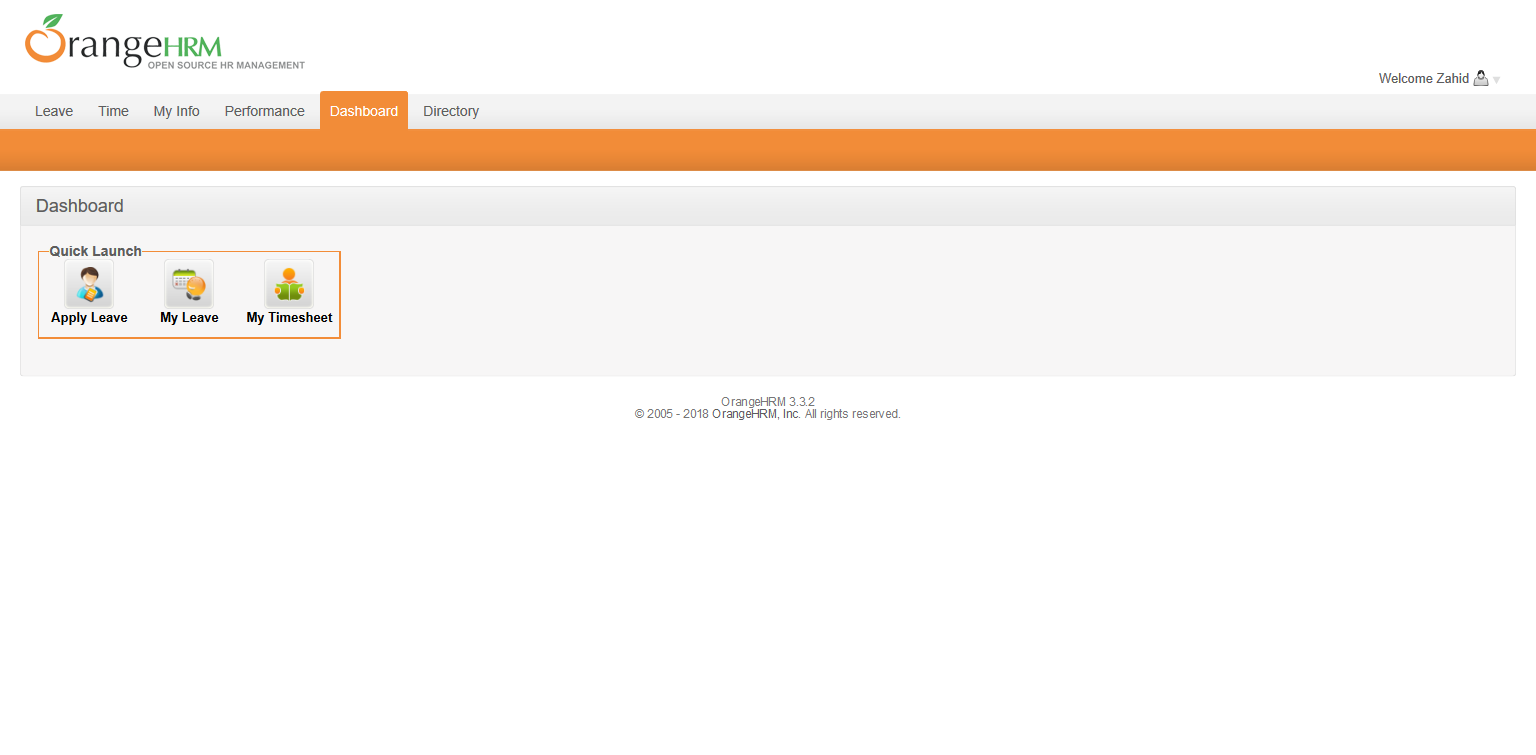 OrangeHRM
OPEN SOURCE HR MANAGEMENT
Welcome Zahid
Leave Time My Info Performance Dashboard Directory
Dashboard
Quick Launch
Apply Leave My Leave My Timesheet
OrangeHRM 3.3.2
© 2005 - 2018 OrangeHRM, Inc. All rights reserved.